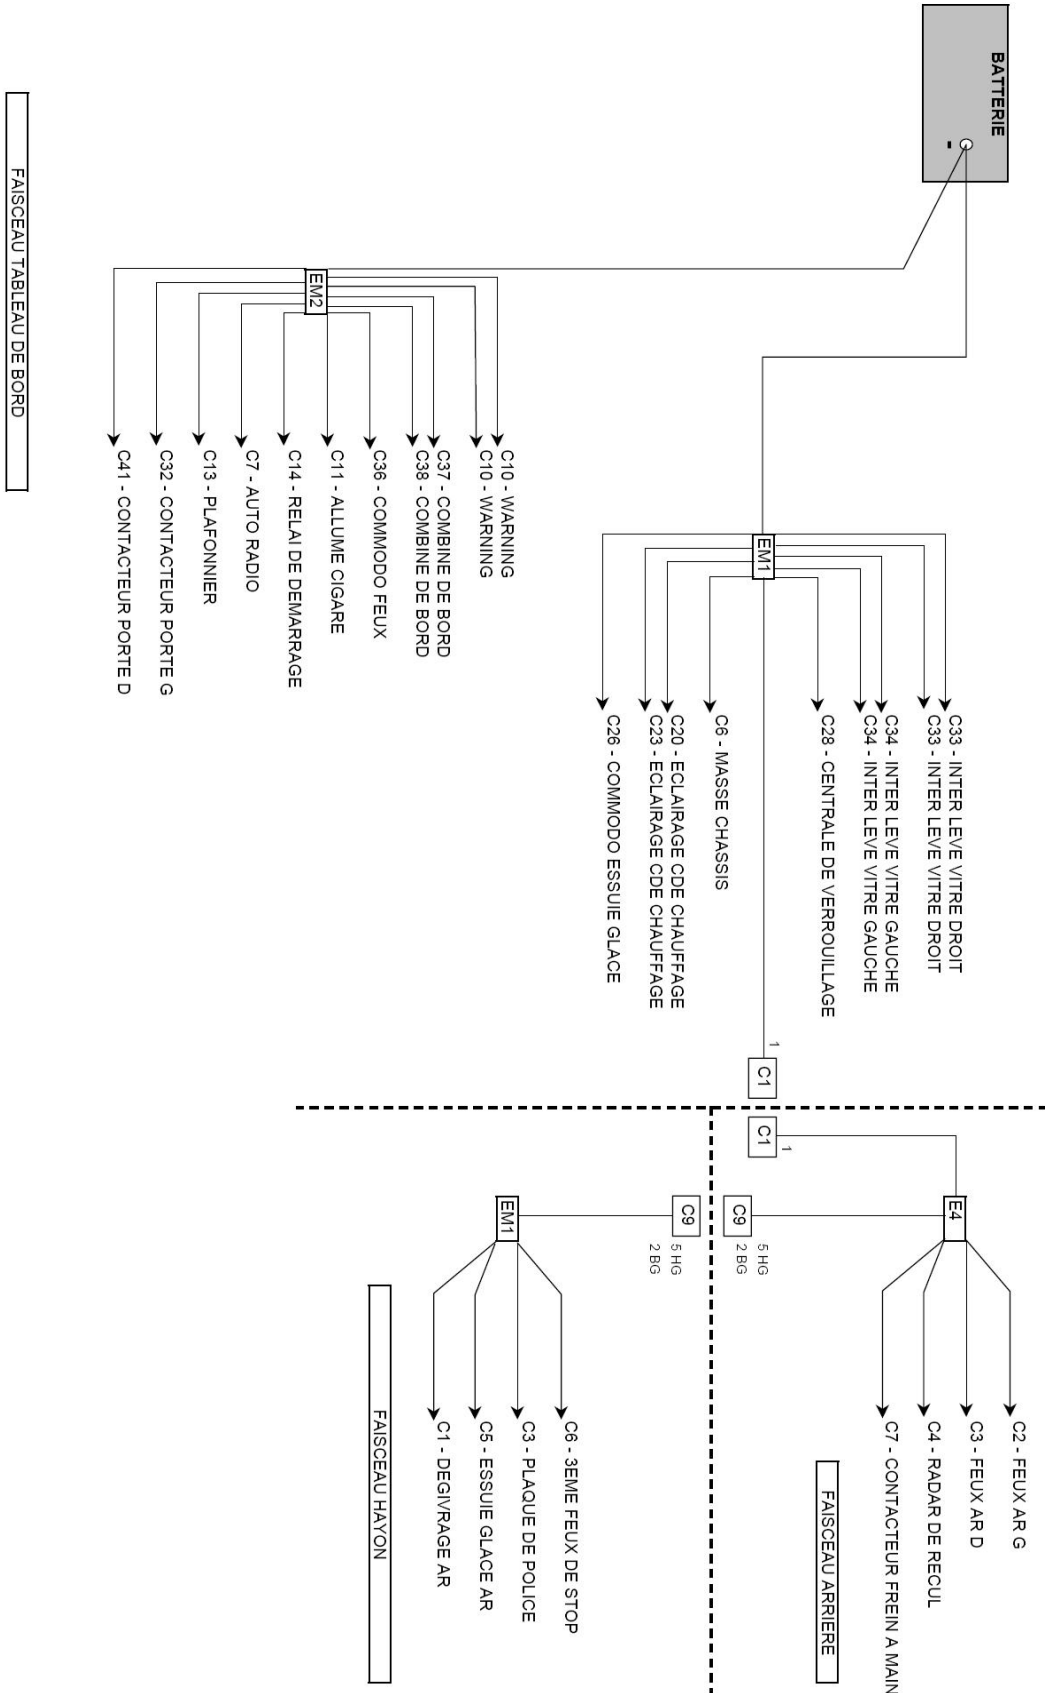 BATTERIE
-
FAISCEAU TABLEAU DE BORD
EM2
C10 - WARNING
C10 - WARNING
C37 - COMBINE DE BORD
C38 - COMBINE DE BORD
C36 - COMMODO FEUX
C11 - ALLUME CIGARE
C14 - RELAI DE DEMARRAGE
C7 - AUTO RADIO
C13 - PLAFONNIER
C32 - CONTACTEUR PORTE G
C41 - CONTACTEUR PORTE D
EM1
C33 - INTER LEVE VITRE DROIT
C33 - INTER LEVE VITRE DROIT
C34 - INTER LEVE VITRE GAUCHE
C34 - INTER LEVE VITRE GAUCHE
C28 - CENTRALE DE VERROUILLAGE
C6 - MASSE CHASSIS
C20 - ECLAIRAGE CDE CHAUFFAGE
C23 - ECLAIRAGE CDE CHAUFFAGE
C26 - COMMODO ESSUIE GLACE
1
C1
C1
1
E4
C9
5 HG
2 BG
C2 - FEUX AR G
C3 - FEUX AR D
C4 - RADAR DE RECUL
C7 - CONTACTEUR FREIN A MAIN
FAISCEAU ARRIERE
C9
5 HG
2 BG
EM1
C6 - 3EME FEUX DE STOP
C3 - PLAQUE DE POLICE
C5 - ESSUIE GLACE AR
C1 - DEGIVRAGE AR
FAISCEAU HAYON